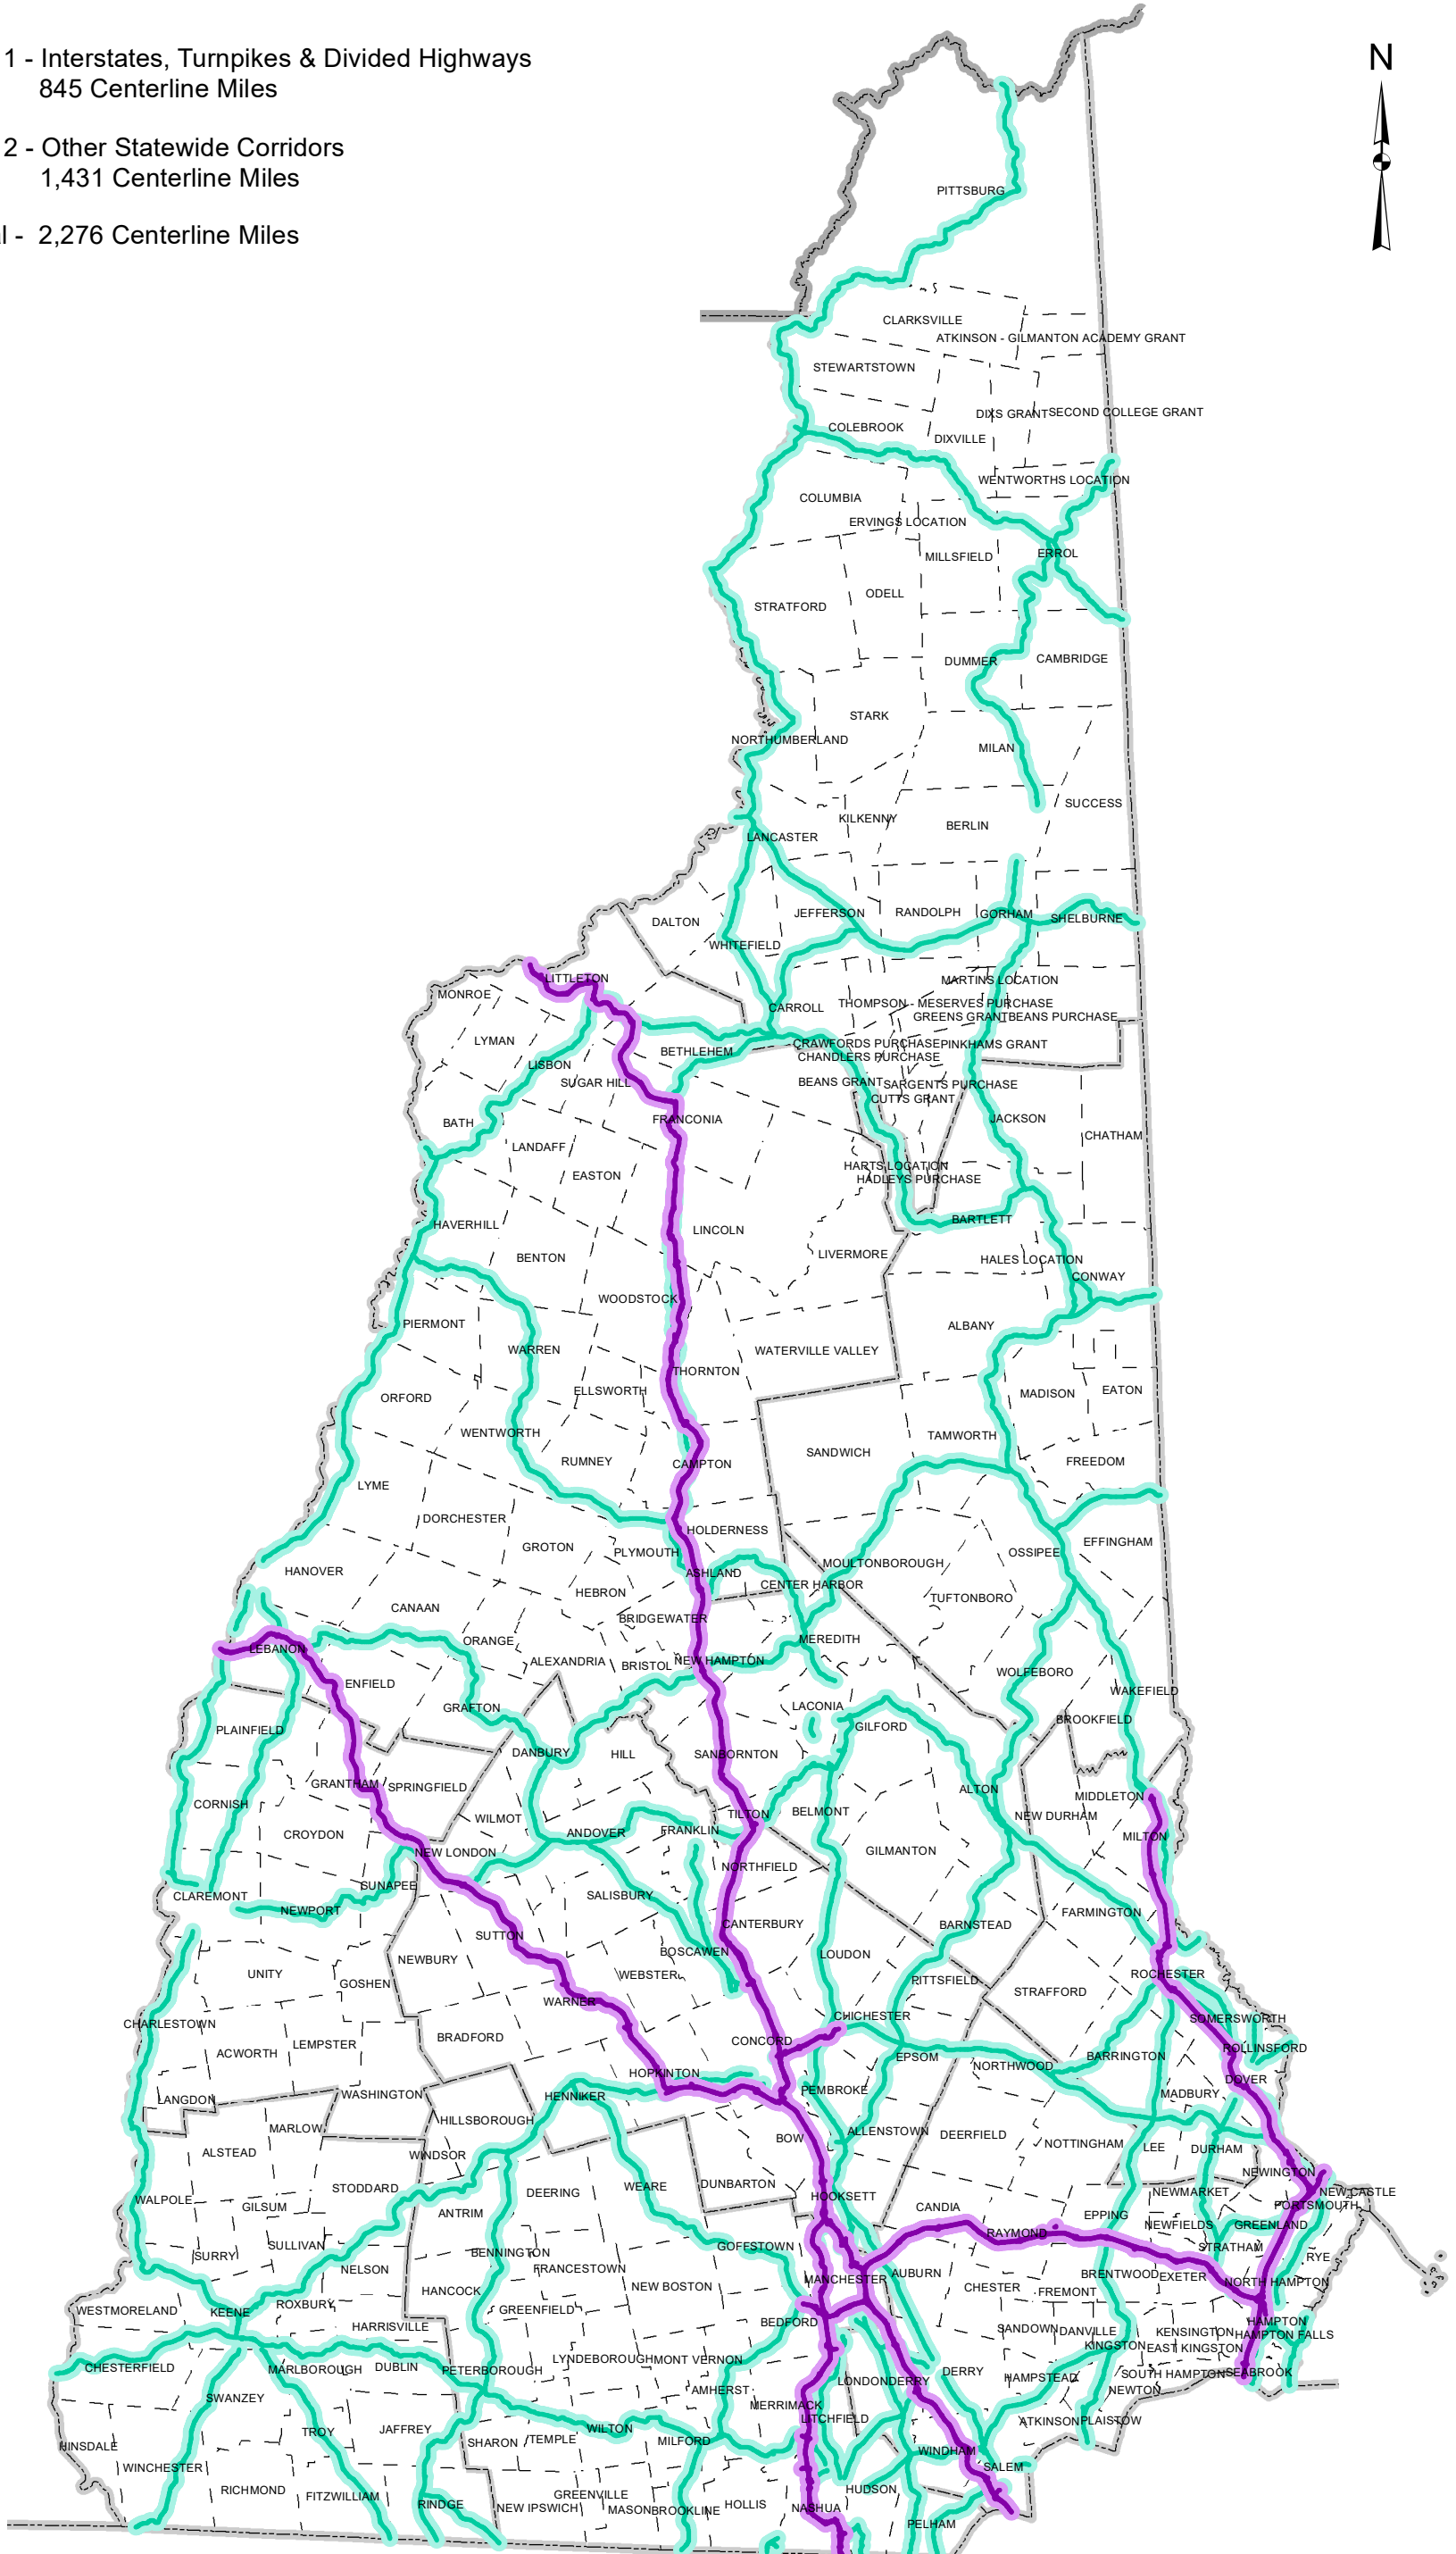 1 - Interstates, Turnpikes & Divided Highways
845 Centerline Miles
2 - Other Statewide Corridors
1,431 Centerline Miles
l - 2,276 Centerline Miles
N
PITTSBURG
CLARKSVILLE
ATKINSON - GILMANTON ACADEMY GRANT
STEWARTSTOWN
DIXS GRANT
SECOND COLLEGE GRANT
COLEBROOK
DIXVILLE
WENTWORTHS LOCATION
COLUMBIA
ERVINGS LOCATION
MILLSFIELD
ERROL
ODELL
STRATFORD
DUMMER
CAMBRIDGE
STARK
NORTHUMBERLAND
MILAN
SUCCESS
KILKENNY
BERLIN
LANCASTER
JEFFERSON
RANDOLPH
GORHAM
SHELBURNE
DALTON
WHITEFIELD
LITTLETON
MARTINS LOCATION
MONROE
CARROLL
THOMPSON - MESERVES PURCHASE
GREENS GRANT
BEANS PURCHASE
LYMAN
CRAWFORDS PURCHASE
PINKHAMS GRANT
BETHLEHEM
CHANDLERS PURCHASE
LISBON
SUGAR HILL
BEANS GRANT
SARGENTS PURCHASE
CUTTS GRANT
BATH
FRANCONIA
JACKSON
CHATHAM
LANDAFF
EASTON
HARTS LOCATION
HADLEYS PURCHASE
HAVERHILL
LINCOLN
BARTLETT
BENTON
LIVERMORE
HALES LOCATION
CONWAY
WOODSTOCK
PIERMONT
ALBANY
WARREN
WATERVILLE VALLEY
THORNTON
ORFORD
ELLSWORTH
MADISON
EATON
WENTWORTH
TAMWORTH
RUMNEY
CAMPTON
SANDWICH
FREEDOM
LYME
DORCHESTER
HOLDERNESS
GROTON
PLYMOUTH
OSSIPEE
EFFINGHAM
HANOVER
ASHLAND
MOULTONBOROUGH
HEBRON
CENTER HARBOR
TUFTONBORO
CANAAN
BRIDGEWATER
LEBANON
ORANGE
MEREDITH
ALEXANDRIA
BRISTOL
NEW HAMPTON
WOLFEBORO
ENFIELD
WAKEFIELD
GRAFTON
LACONIA
BROOKFIELD
PLAINFIELD
GILFORD
DANBURY
HILL
SANBORNTON
GRANTHAM
SPRINGFIELD
ALTON
MIDDLETON
CORNISH
WILMOT
TILTON
BELMONT
NEW DURHAM
CROYDON
ANDOVER
FRANKLIN
MILTON
NEW LONDON
GILMANTON
NORTHFIELD
SUNAPEE
CLAREMONT
SALISBURY
NEWPORT
FARMINGTON
CANTERBURY
BARNSTEAD
SUTTON
BOSCAWEN
LOUDON
NEWBURY
UNITY
WEBSTER
ROCHESTER
GOSHEN
PITTSFIELD
STRAFFORD
WARNER
CHARLESTOWN
CHICHESTER
SOMERSWORTH
BRADFORD
CONCORD
LEMPSTER
ROLLINSFORD
ACWORTH
EPSOM
BARRINGTON
NORTHWOOD
HOPKINTON
DOVER
WASHINGTON
HENNIKER
PEMBROKE
MADBURY
LANGDON
HILLSBOROUGH
MARLOW
ALLENSTOWN
DEERFIELD
BOW
NOTTINGHAM
LEE
DURHAM
ALSTEAD
WINDSOR
NEWINGTON
DUNBARTON
STODDARD
WEARE
DEERING
NEWMARKET
NEW CASTLE
WALPOLE
HOOKSETT
GILSUM
CANDIA
PORTSMOUTH
ANTRIM
EPPING
NEWFIELDS
GREENLAND
RAYMOND
SULLIVAN
GOFFSTOWN
STRATHAM
SURRY
BENNINGTON
RYE
NELSON
FRANCESTOWN
MANCHESTER
AUBURN
BRENTWOOD
EXETER
NORTH HAMPTON
HANCOCK
NEW BOSTON
CHESTER
FREMONT
ROXBURY
WESTMORELAND
KEENE
GREENFIELD
BEDFORD
HAMPTON
HARRISVILLE
SANDOWN
DANVILLE
KENSINGTON
HAMPTON FALLS
KINGSTON
EAST KINGSTON
LYNDEBOROUGH
MONT VERNON
CHESTERFIELD
MARLBOROUGH
DUBLIN
PETERBOROUGH
DERRY
HAMPSTEAD
SOUTH HAMPTON
SEABROOK
LONDONDERRY
AMHERST
NEWTON
SWANZEY
MERRIMACK
LITCHFIELD
ATKINSON
PLAISTOW
TROY
JAFFREY
WILTON
SHARON
TEMPLE
MILFORD
HINSDALE
WINDHAM
WINCHESTER
SALEM
RICHMOND
FITZWILLIAM
HUDSON
GREENVILLE
RINDGE
NEW IPSWICH
MASON
BROOKLINE
HOLLIS
NASHUA
PELHAM